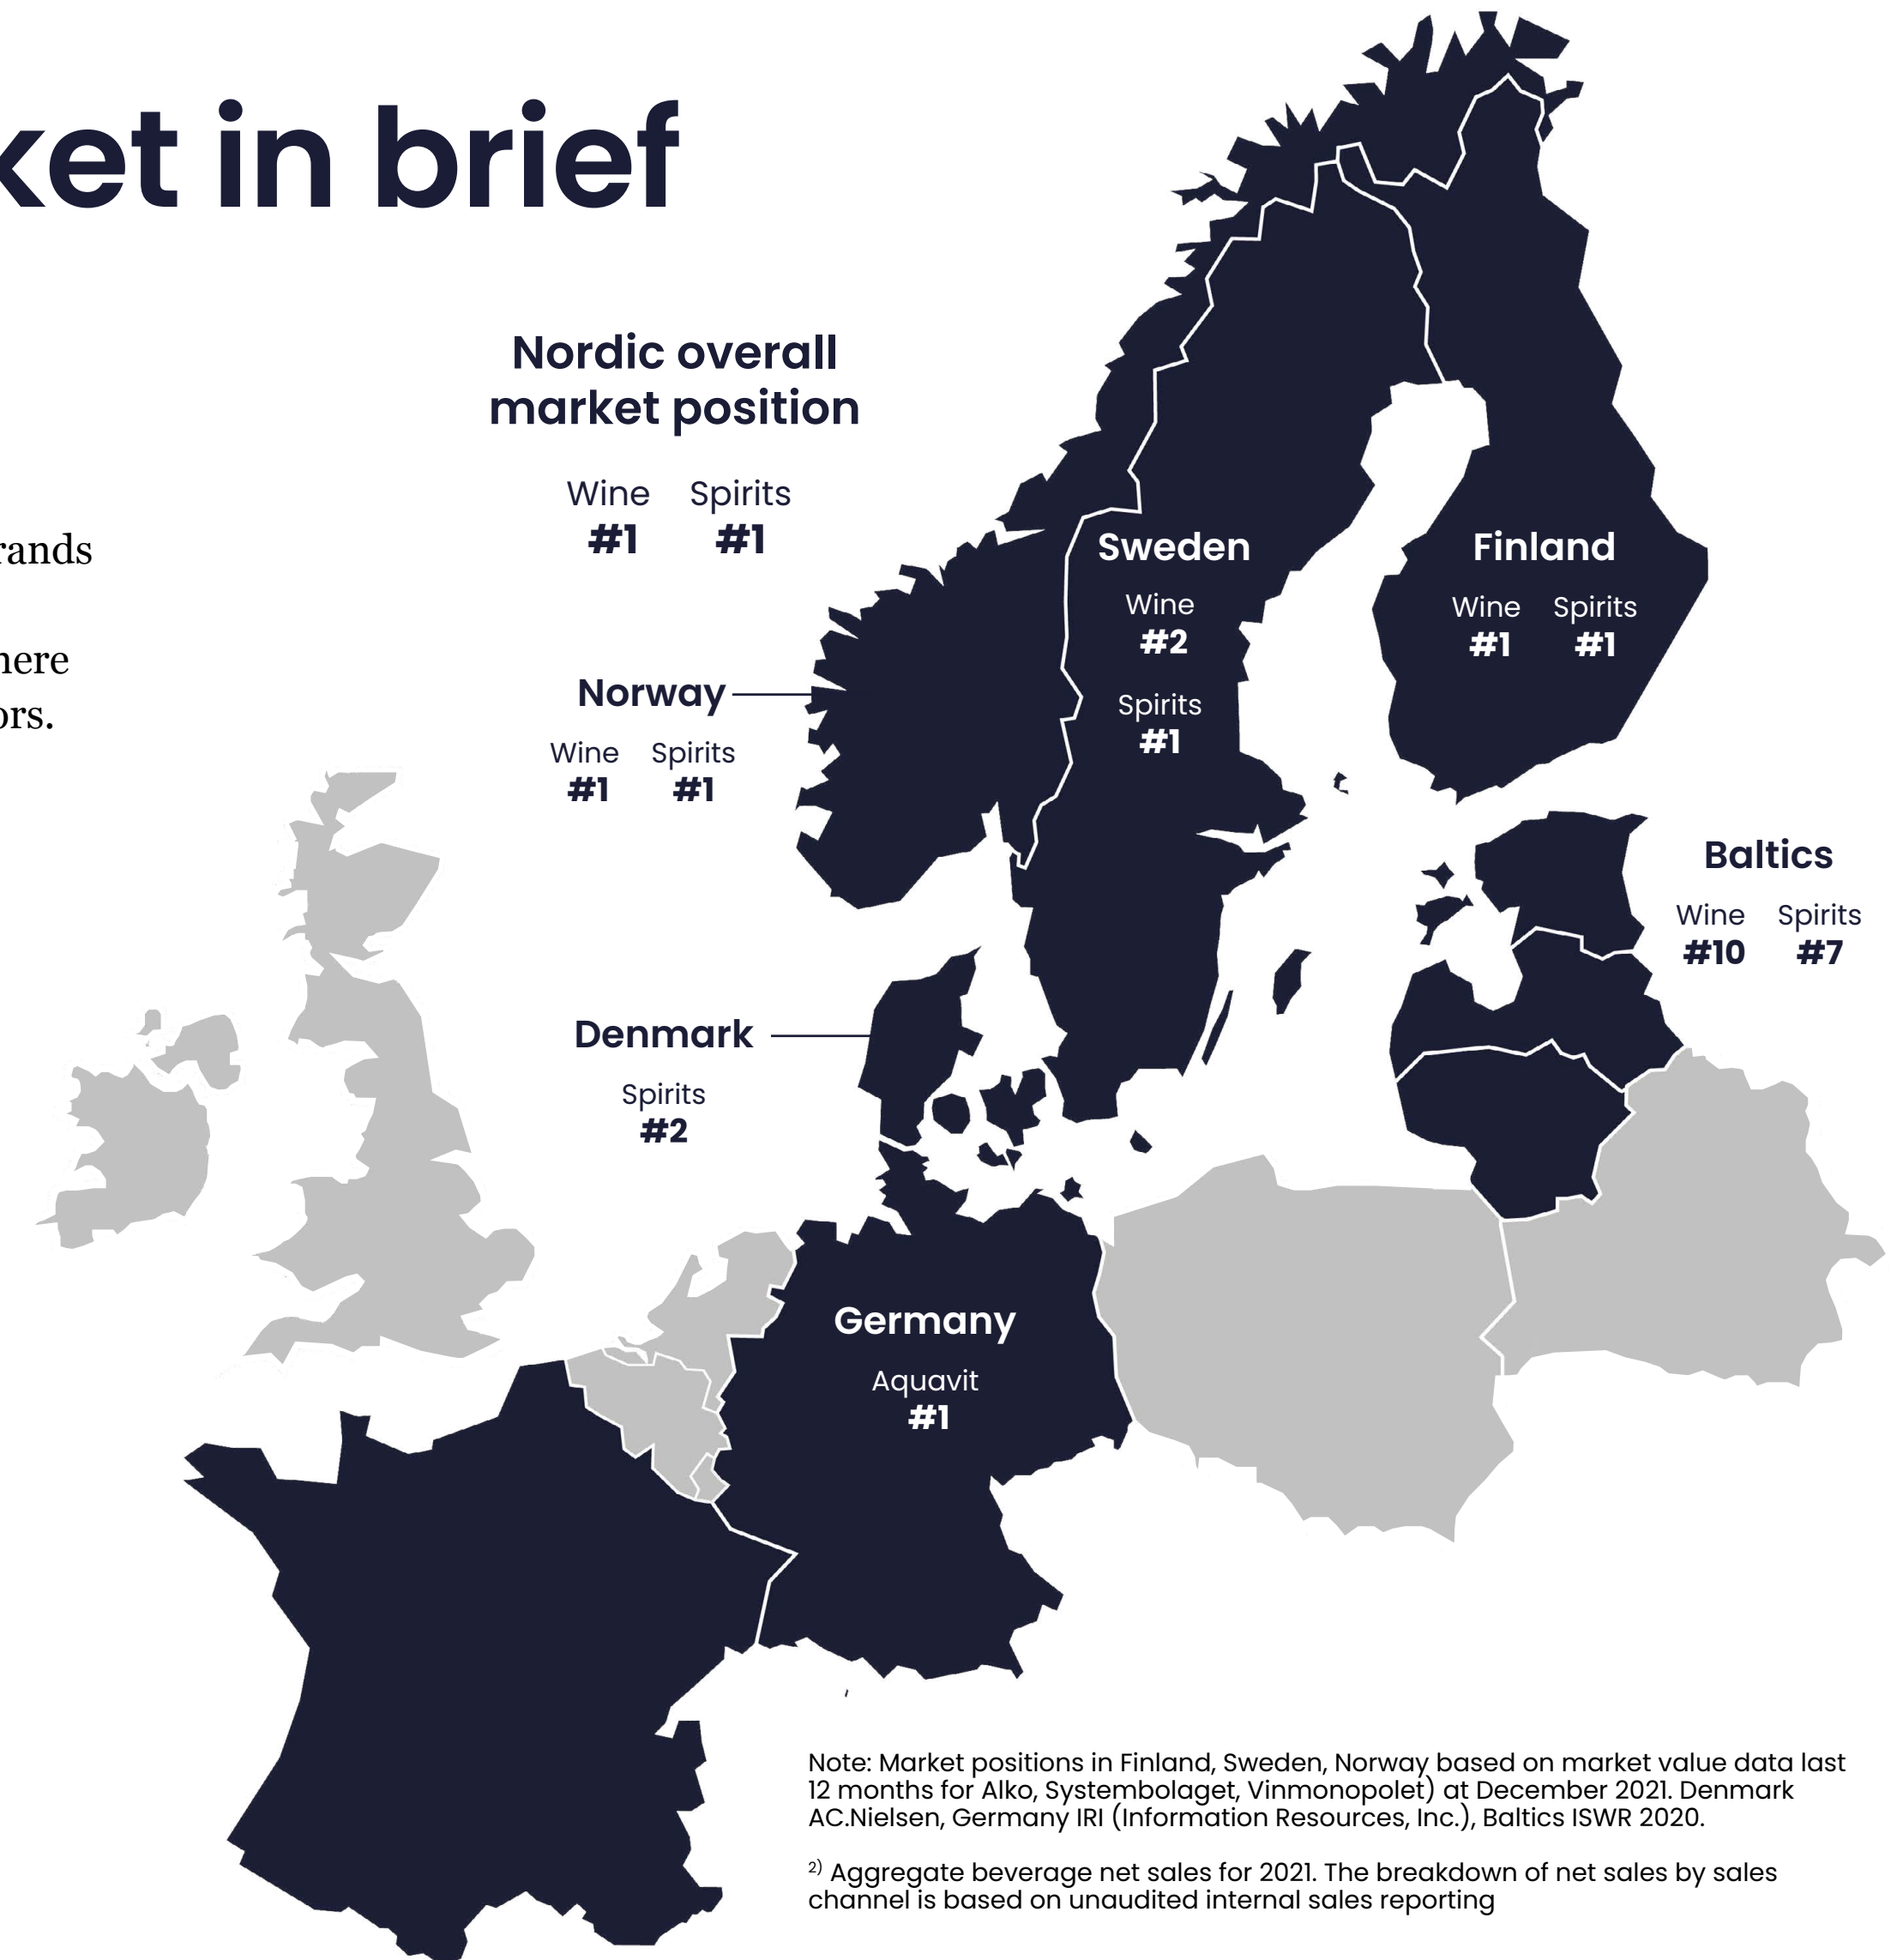 ket in brief
Nordic overall
market position
Wine Spirits
#1 #1
rands
here
ors.
Sweden
Wine
#2
Spirits
#1
Finland
Wine Spirits
#1 #1
Norway
Wine Spirits
#1 #1
Baltics
Wine Spirits
#10 #7
Denmark
Spirits
#2
Germany
Aquavit
#1
Note: Market positions in Finland, Sweden, Norway based on market value data last
12 months for Alko, Systembolaget, Vinmonopolet) at December 2021. Denmark
AC.Nielsen, Germany IRI (Information Resources, Inc.), Baltics ISWR 2020.
2) Aggregate beverage net sales for 2021. The breakdown of net sales by sales
channel is based on unaudited internal sales reporting